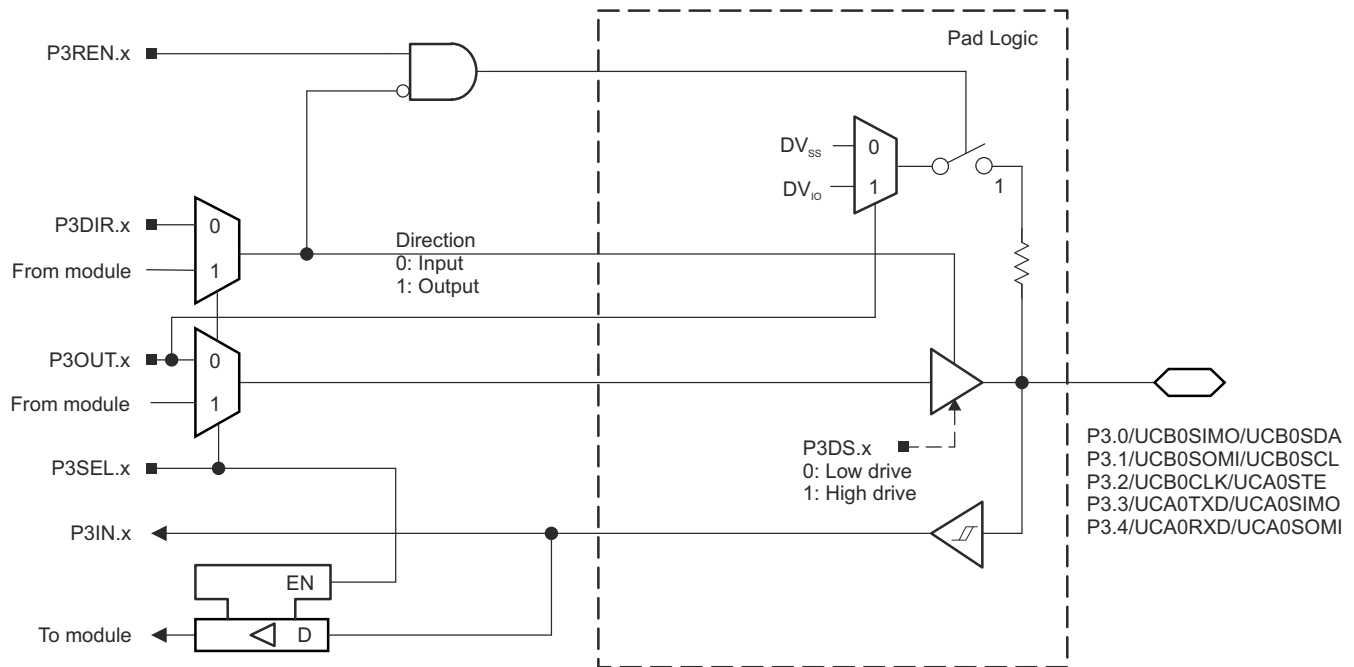 Pad Logic
P3REN.x
DVSS
0
DVIO
1
1
P3DIR.x
0
Direction
0: Input
1: Output
From module
1
P3OUT.x
0
From module
1
P3DS.x
0: Low drive
1: High drive
P3.0/UCB0SIMO/UCB0SDA
P3.1/UCB0SOMI/UCB0SCL
P3.2/UCB0CLK/UCA0STE
P3.3/UCA0TXD/UCA0SIMO
P3.4/UCA0RXD/UCA0SOMI
P3SEL.x
P3IN.x
EN
To module
D